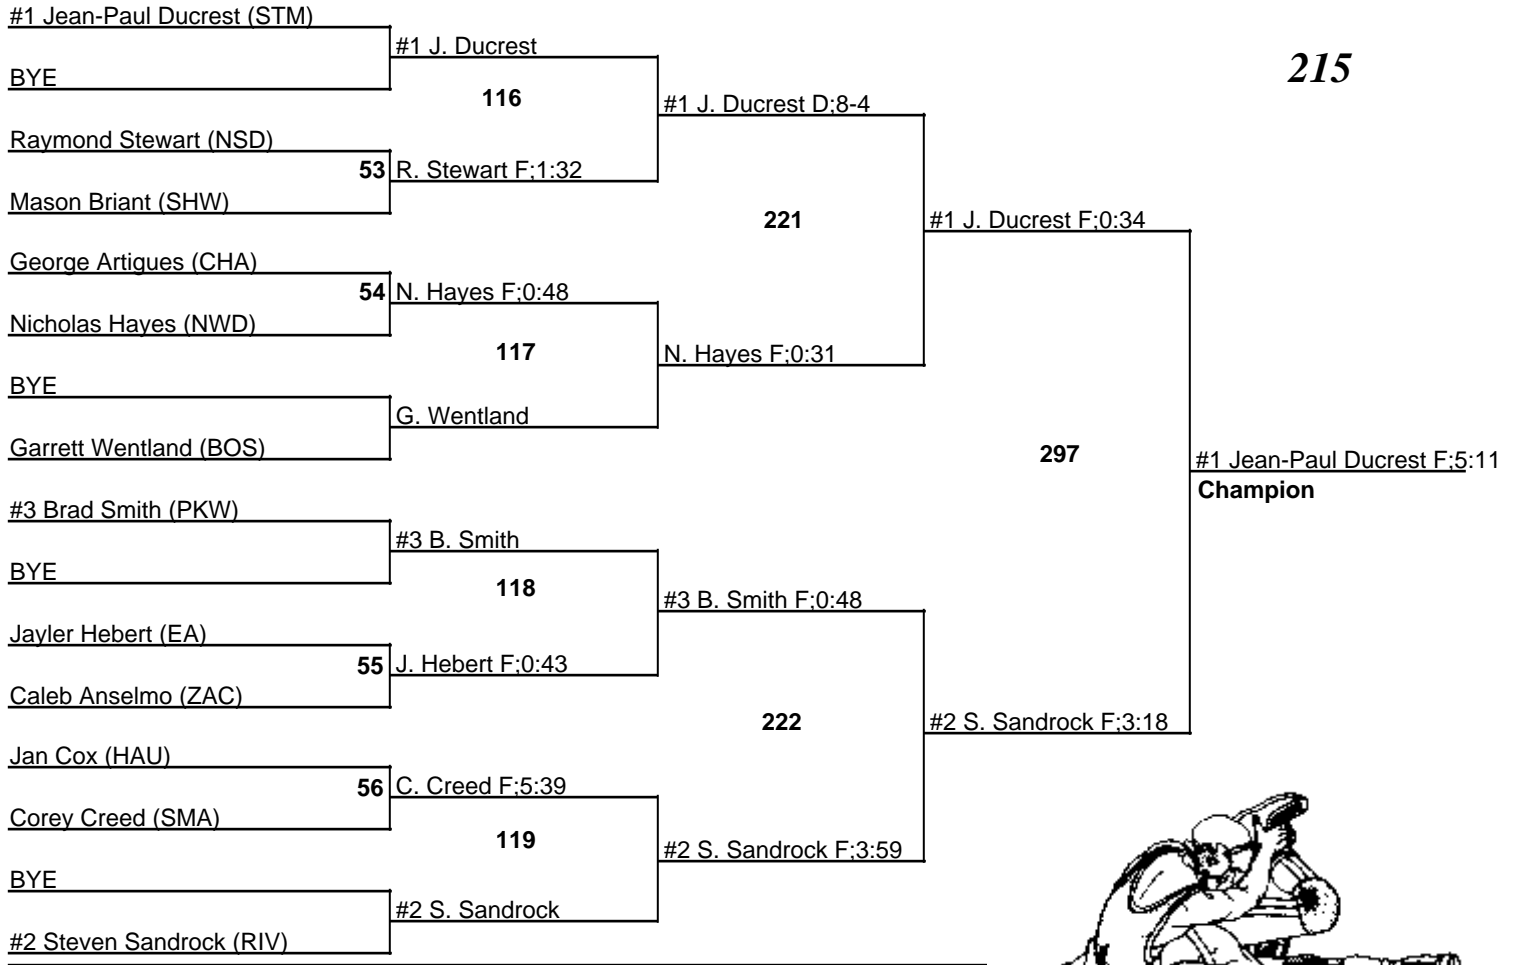 #1 Jean-Paul Ducrest (STM)
BYE
Raymond Stewart (NSD)
Mason Briant (SHW)
George Artigues (CHA)
Nicholas Hayes (NWD)
BYE
Garrett Wentland (BOS)
#3 Brad Smith (PKW)
BYE
Jayler Hebert (EA)
Caleb Anselmo (ZAC)
Jan Cox (HAU)
Corey Creed (SMA)
BYE
#2 Steven Sandrock (RIV)
#1 J. Ducrest
116
53 R. Stewart F;1:32
54 N. Hayes F;0:48
117
G. Wentland
#3 B. Smith
118
55 J. Hebert F;0:43
56 C. Creed F;5:39
119
#2 S. Sandrock
#1 J. Ducrest D;8-4
221
N. Hayes F;0:31
#3 B. Smith F;0:48
222
#2 S. Sandrock F;3:59
#1 J. Ducrest F;0:34
297
#2 S. Sandrock F;3:18
215
#1 Jean-Paul Ducrest F;5:11
Champion